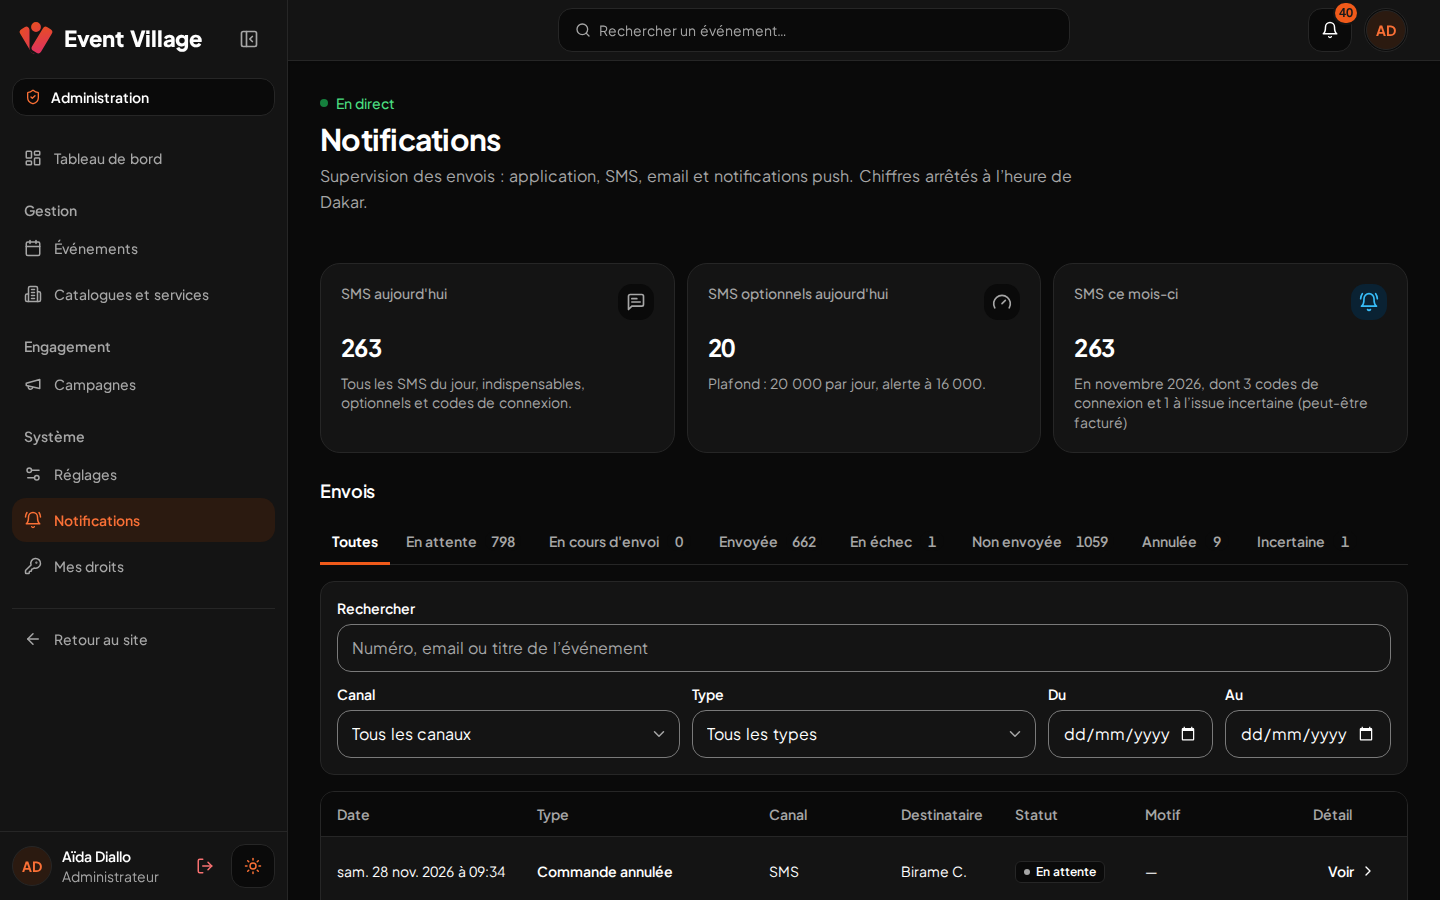 Event Village
Rechercher un événement...
40
AD
Administration
Tableau de bord
Gestion
Événements
Catalogues et services
Engagement
Campagnes
Système
Réglages
Notifications
Mes droits
Retour au site
AD
Aïda Diallo
Administrateur
En direct
Notifications
Supervision des envois : application, SMS, email et notifications push. Chiffres arrêtés à l'heure de
Dakar.
SMS aujourd'hui
263
Tous les SMS du jour, indispensables,
optionnels et codes de connexion.
SMS optionnels aujourd'hui
20
Plafond : 20 000 par jour, alerte à 16 000.
SMS ce mois-ci
263
En novembre 2026, dont 3 codes de
connexion et 1 à l'issue incertaine (peut-être
facturé)
Envois
Toutes En attente 798 En cours d'envoi 0 Envoyée 662 En échec 1 Non envoyée 1059 Annulée 9 Incertaine 1
Rechercher
Numéro, email ou titre de l'événement
Canal Type Du Au
Tous les canaux Tous les types dd/mm/yyyy dd/mm/yyyy
Date Type Canal Destinataire Statut Motif Détail
sam. 28 nov. 2026 à 09:34 Commande annulée SMS Birame C. En attente — Voir